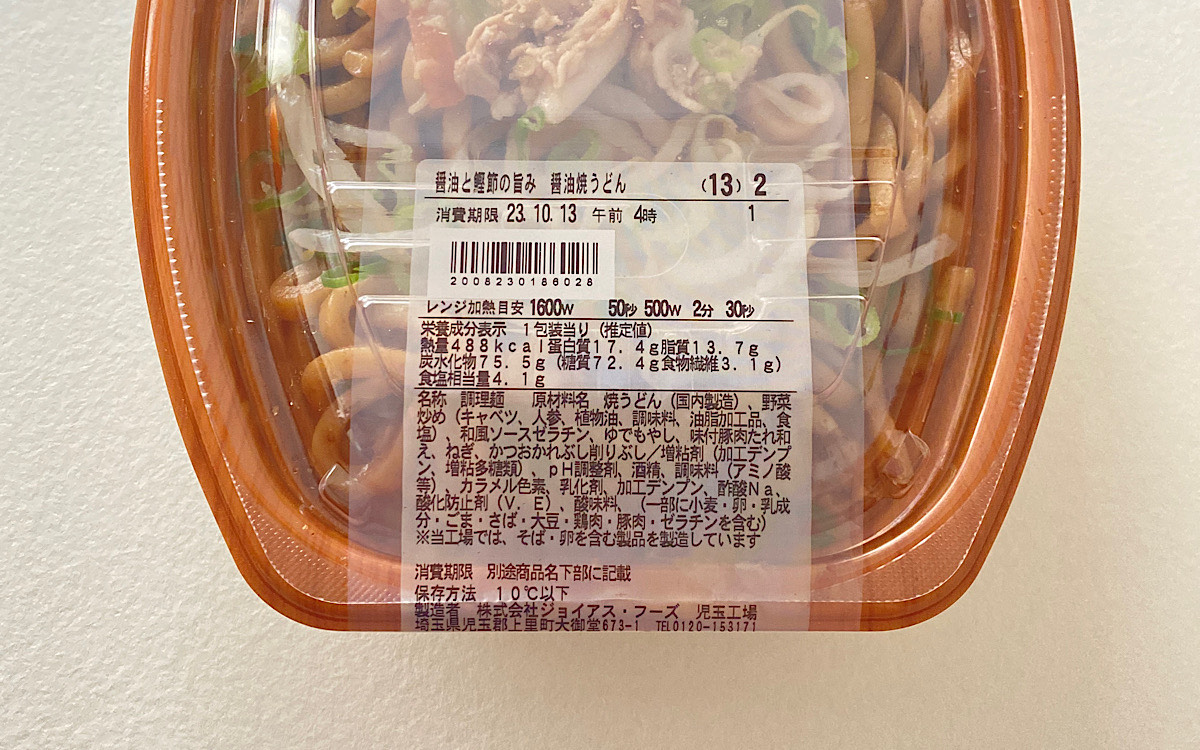 醤油と鰹節の旨み 醤油焼うどん (13) 2
消費期限 23.10.13 午前 4時 1
2008230186028
レンジ加熱目安 1600W 50秒 500W 2分 30秒
栄養成分表示 1包装当り(推定値)
熱量488kcal蛋白質17.4g脂質13.7g
炭水化物75.5g(糖質72.4g食物繊維3.1g)
食塩相当量4.1g
名称 調理麺 原材料名 焼うどん(国内製造)、野菜
炒め(キャベツ、人参、植物油、調味料、油脂加工品、食
塩)、和風ソースゼラチン、ゆでもやし、味付豚肉たれ和
え、ねぎ、かつおかれぶし削りぶし/増粘剤(加工デンプ
ン、増粘多糖類)、pH調整剤、酒精、調味料(アミノ酸
等)、カラメル色素、乳化剤、加工デンプン、酢酸Na、
酸化防止剤(V.E)、酸味料、(一部に小麦・卵・乳成
分・ごま・さば・大豆・鶏肉・豚肉・ゼラチンを含む)
※当工場では、そば・卵を含む製品を製造しています
消費期限 別途商品名下部に記載
保存方法 10℃以下
製造者 株式会社ジョイアス・フーズ 児玉工場
埼玉県児玉郡上里町大御堂673-1 TEL0120-153171